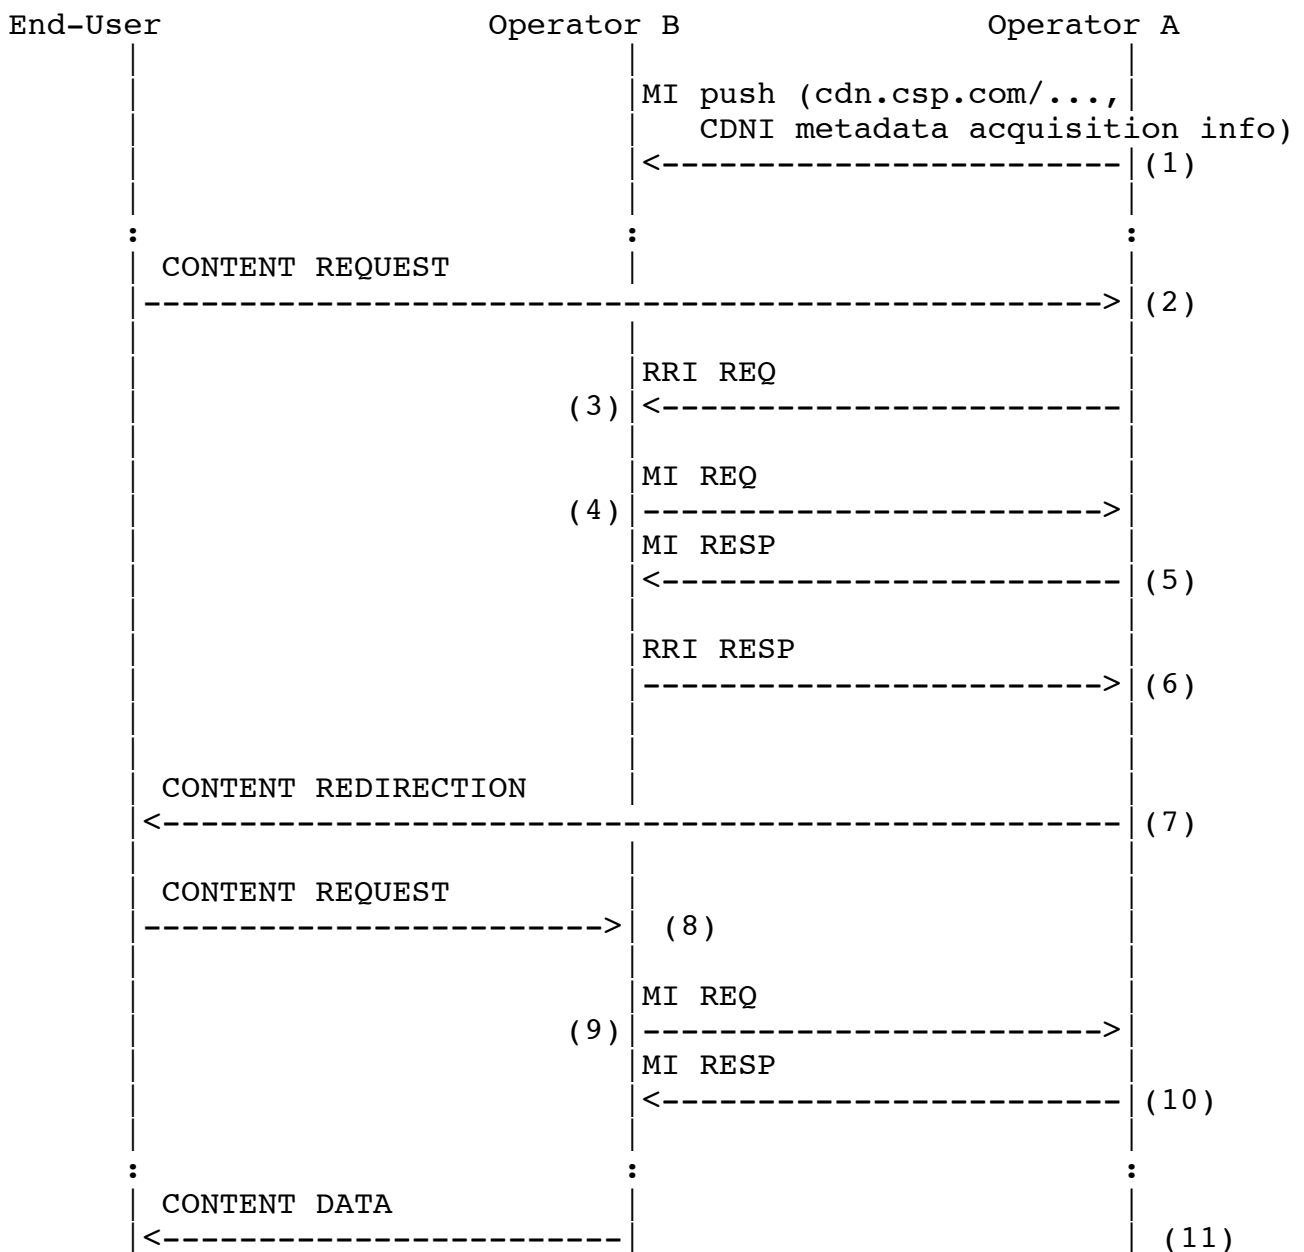 End-User Operator B Operator A
MI push (cdn.csp.com/...,
CDNI metadata acquisition info)
(1)
: : :
CONTENT REQUEST
(2)
RRI REQ
(3)
MI REQ
(4)
MI RESP
(5)
RRI RESP
(6)
CONTENT REDIRECTION
(7)
CONTENT REQUEST
(8)
MI REQ
(9)
MI RESP
(10)
: : :
CONTENT DATA
(11)